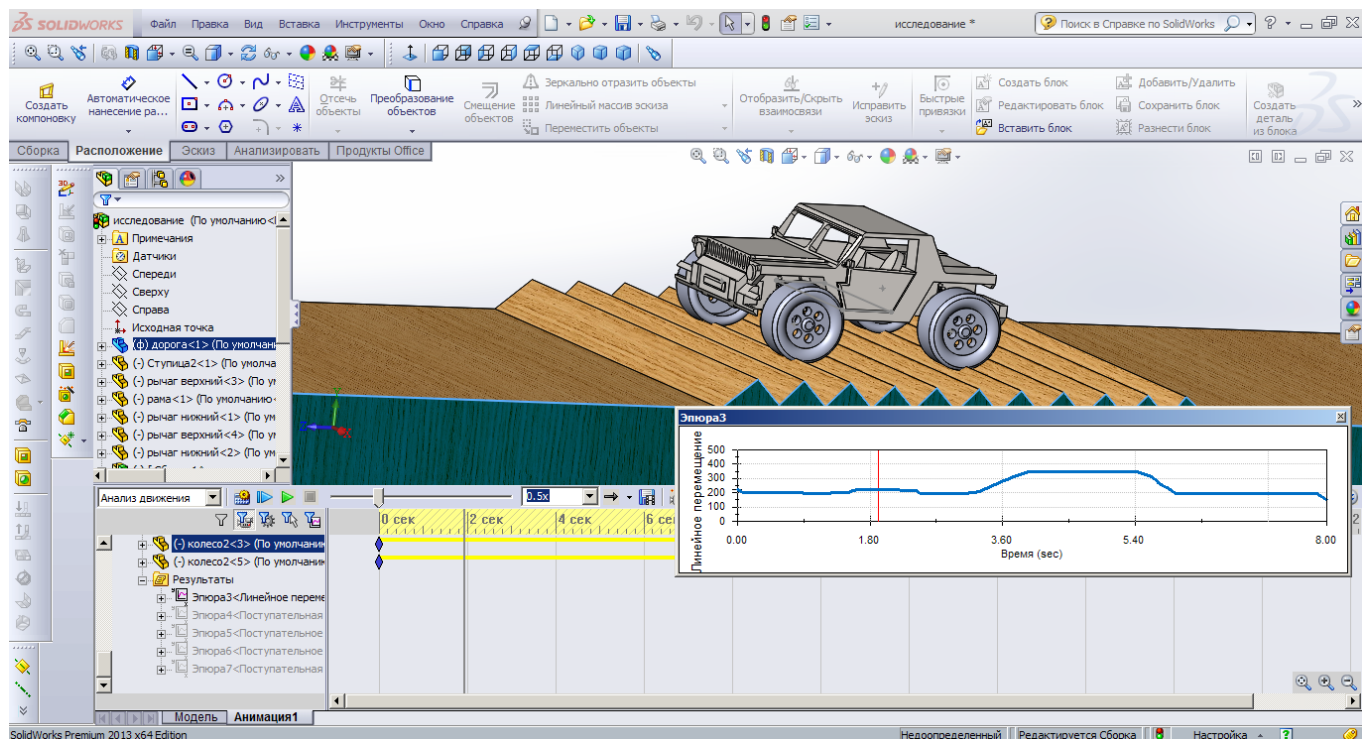 SOLIDWORKS Файл Правка Вид Вставка Инструменты Окно Справка исследование * Поиск в Справке по SolidWorks
Создать компоновку
Автоматическое нанесение ра...
Отсечь объекты
Преобразование объектов
Смещение объектов
Зеркально отразить объекты
Линейный массив эскиза
Переместить объекты
Отобразить/Скрыть взаимосвязи
Исправить эскиз
Быстрые привязки
Создать блок
Редактировать блок
Вставить блок
Добавить/Удалить
Сохранить блок
Разнести блок
Создать деталь из блока
Сборка Расположение Эскиз Анализировать Продукты Office
исследование (По умолчанию<
Примечания
Датчики
Спереди
Сверху
Справа
Исходная точка
(ф) дорога<1> (По умолчан
(-) Ступица2<1> (По умолча
(-) рычаг верхний<3> (По ум
(-) рама<1> (По умолчанию<
(-) рычаг нижний<1> (По ум
(-) рычаг верхний<4> (По ум
(-) рычаг нижний<2> (По ум
Эпюра3
Линейное перемещение
500
400
300
200
100
0
0.00 1.80 3.60 5.40 8.00
Время (sec)
Анализ движения 0.5x
0 сек 2 сек 4 сек 6 се
(-) колесо2<3> (По умолчани
(-) колесо2<5> (По умолчани
Результаты
Эпюра3<Линейное переме
Эпюра4<Поступательная
Эпюра5<Поступательное
Эпюра6<Поступательное
Эпюра7<Поступательная
Модель Анимация1
SolidWorks Premium 2013 x64 Edition Недоопределенный Редактируется Сборка Настройка